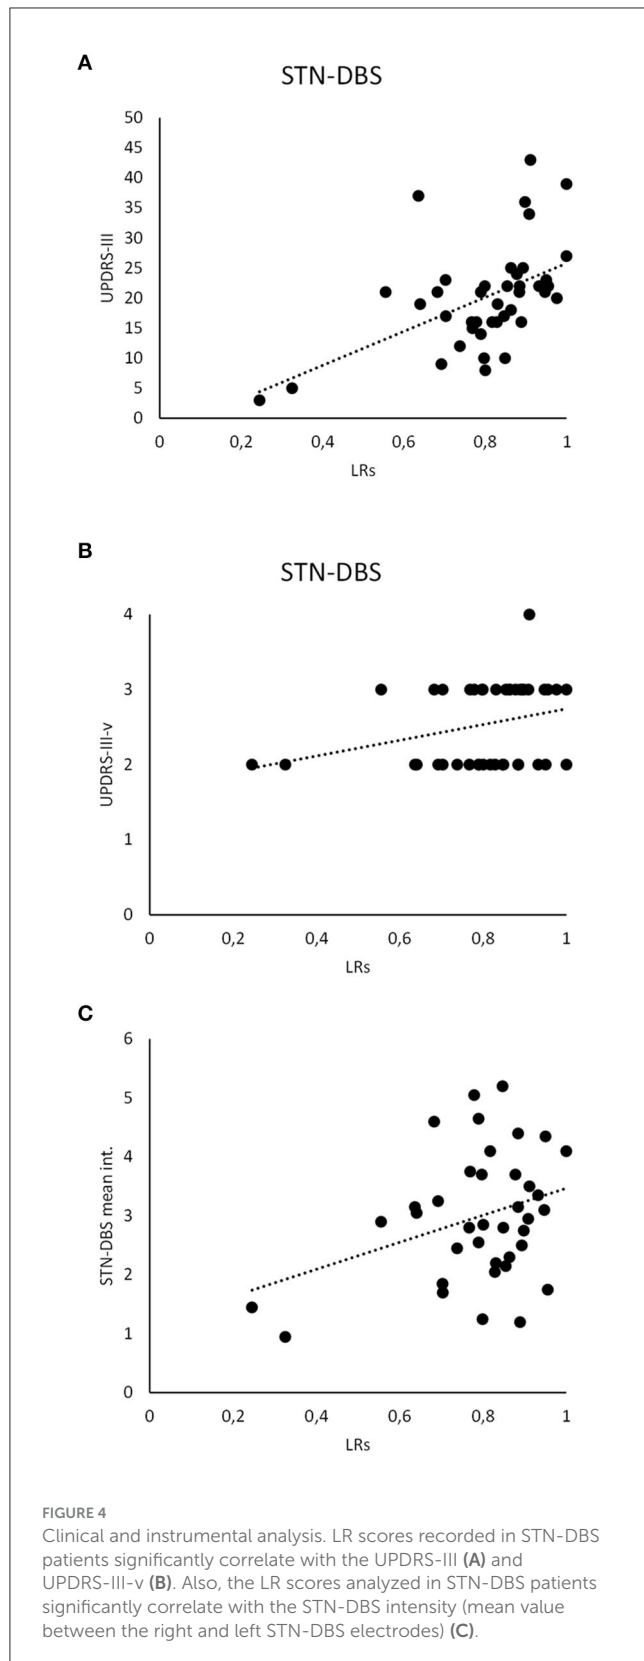 A
STN-DBS
50
45
40
35
30
25
20
15
10
5
0
UPDRS-III
0 0,2 0,4 0,6 0,8 1
LRs
B
STN-DBS
4
3
2
1
0
UPDRS-III-v
0 0,2 0,4 0,6 0,8 1
LRs
C
6
5
4
3
2
1
0
STN-DBS mean int.
0 0,2 0,4 0,6 0,8 1
LRs
FIGURE 4
Clinical and instrumental analysis. LR scores recorded in STN-DBS
patients significantly correlate with the UPDRS-III (A) and
UPDRS-III-v (B). Also, the LR scores analyzed in STN-DBS patients
significantly correlate with the STN-DBS intensity (mean value
between the right and left STN-DBS electrodes) (C).